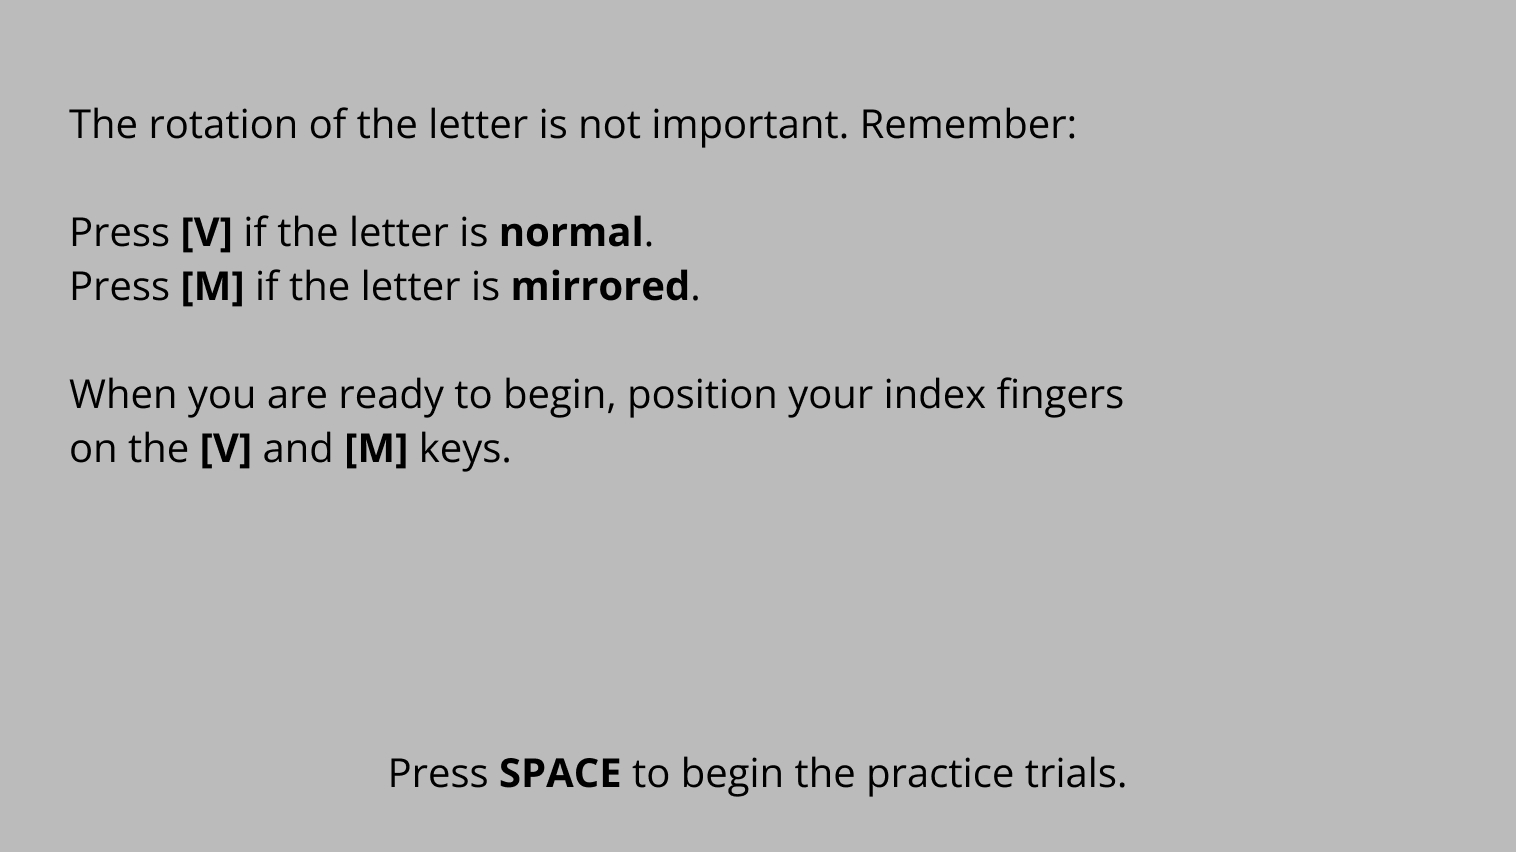 The rotation of the letter is not important. Remember:
Press [V] if the letter is normal.
Press [M] if the letter is mirrored.
When you are ready to begin, position your index fingers
on the [V] and [M] keys.
Press SPACE to begin the practice trials.